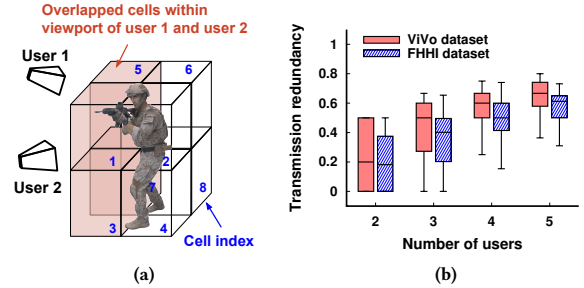 Overlapped cells within
viewport of user 1 and user 2
User 1
User 2
5
6
1
2
7
8
3
4
Cell index
(a)
Transmission redundancy
1
0.8
0.6
0.4
0.2
0
ViVo dataset
FHHI dataset
2
3
4
5
Number of users
(b)